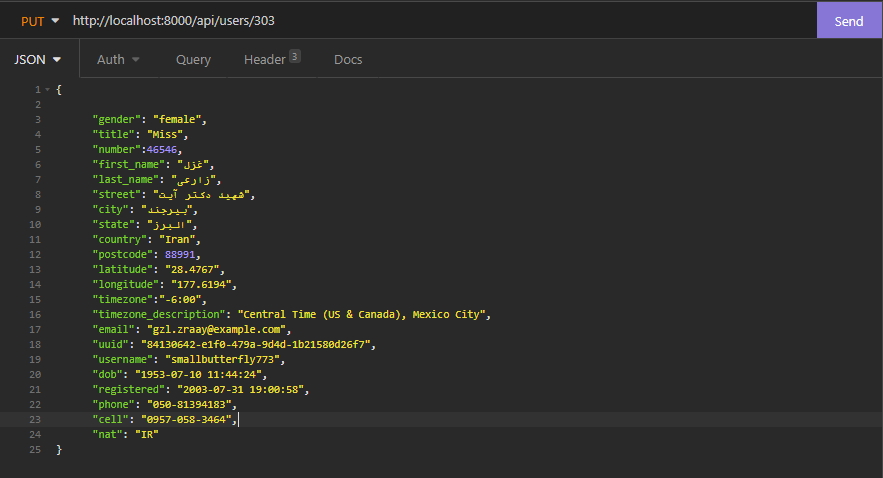 PUT http://localhost:8000/api/users/303 Send
JSON Auth Query Header 3 Docs
1 {
2
3 "gender": "female",
4 "title": "Miss",
5 "number":46546,
6 "first_name": "غزل",
7 "last_name": "زارعی",
8 "street": "شهید دکتر آیت",
9 "city": "بیرجند",
10 "state": "البرز",
11 "country": "Iran",
12 "postcode": 88991,
13 "latitude": "28.4767",
14 "longitude": "177.6194",
15 "timezone":"-6:00",
16 "timezone_description": "Central Time (US & Canada), Mexico City",
17 "email": "gzl.zraay@example.com",
18 "uuid": "84130642-e1f0-479a-9d4d-1b21580d26f7",
19 "username": "smallbutterfly773",
20 "dob": "1953-07-10 11:44:24",
21 "registered": "2003-07-31 19:00:58",
22 "phone": "050-81394183",
23 "cell": "0957-058-3464",
24 "nat": "IR"
25 }